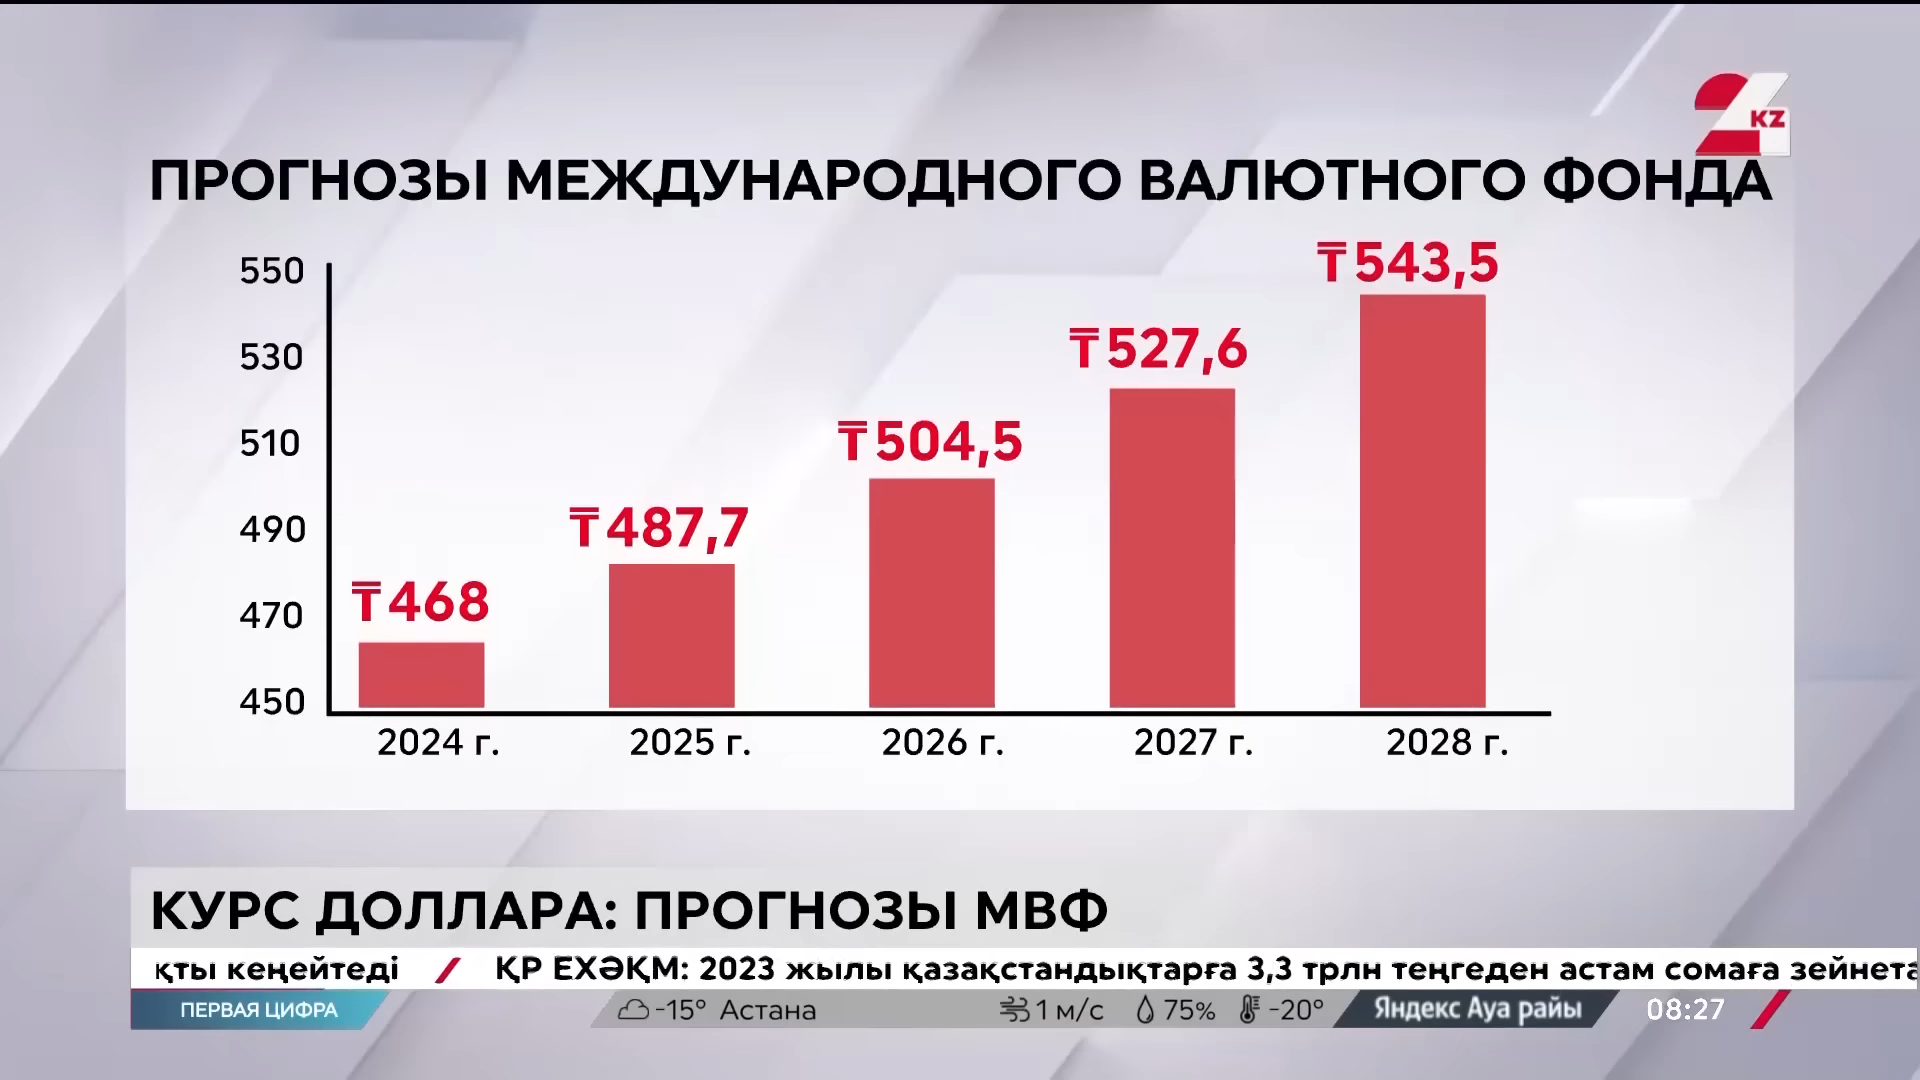 24 KZ
ПРОГНОЗЫ МЕЖДУНАРОДНОГО ВАЛЮТНОГО ФОНДА
550
530
510
490
470
450
₸468
₸487,7
₸504,5
₸527,6
₸543,5
2024 г.
2025 г.
2026 г.
2027 г.
2028 г.
КУРС ДОЛЛАРА: ПРОГНОЗЫ МВФ
қты кеңейтеді / ҚР ЕХӘҚМ: 2023 жылы қазақстандықтарға 3,3 трлн теңгеден астам сомаға зейнета
ПЕРВАЯ ЦИФРА -15° Астана 1 м/с 75% -20° Яндекс Ауа райы 08:27